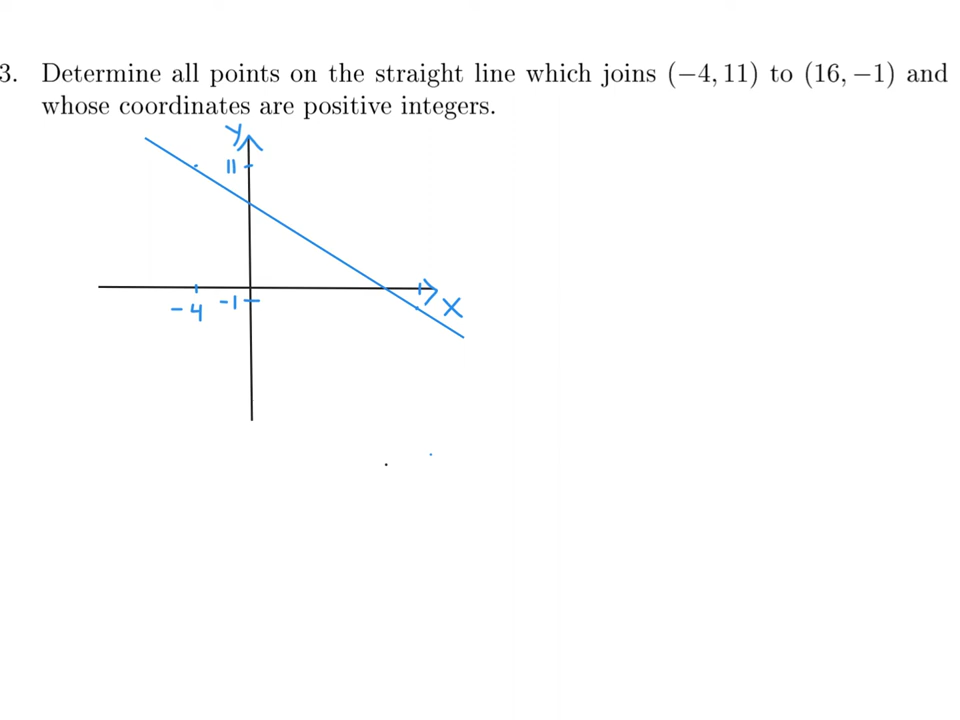 3. Determine all points on the straight line which joins (−4, 11) to (16, −1) and
whose coordinates are positive integers.
y
11
-4
-1
x